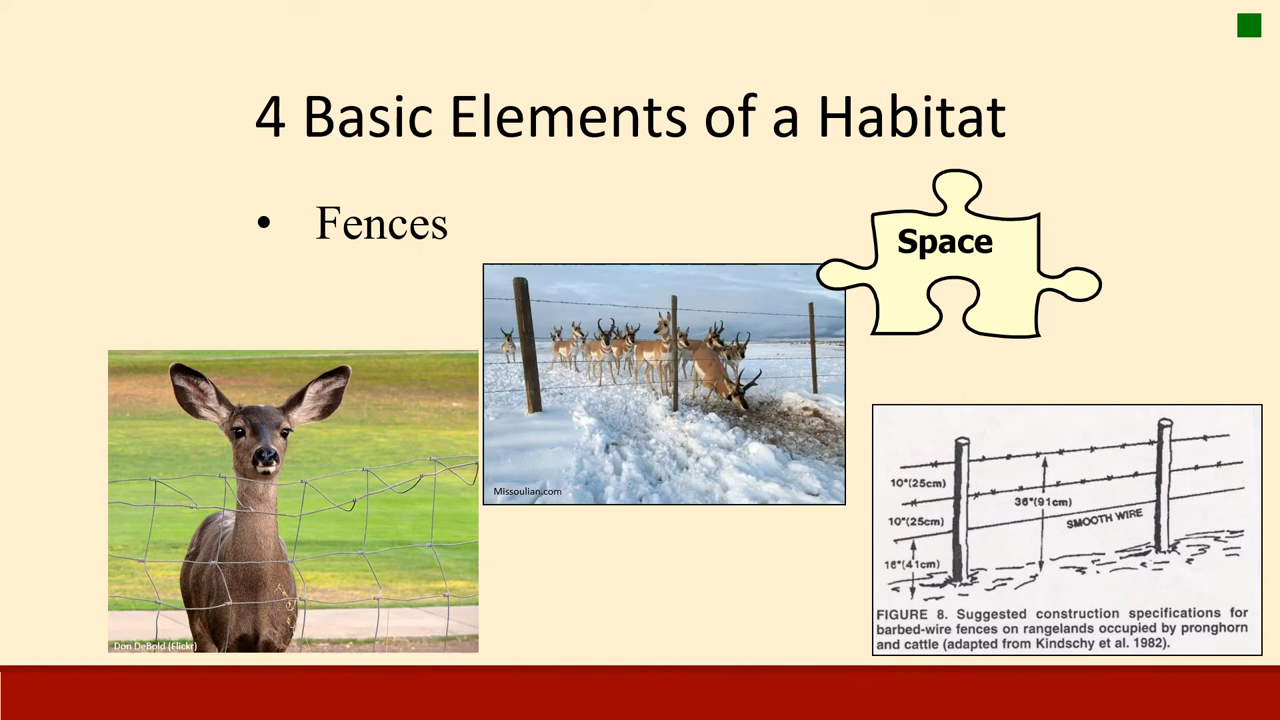 4 Basic Elements of a Habitat
• Fences
Space
Missoulian.com
Don DeBold (Flickr)
10"(25cm)
36"(91cm)
10"(25cm)
SMOOTH WIRE
16"(41cm)
FIGURE 8. Suggested construction specifications for
barbed-wire fences on rangelands occupied by pronghorn
and cattle (adapted from Kindschy et al. 1982).